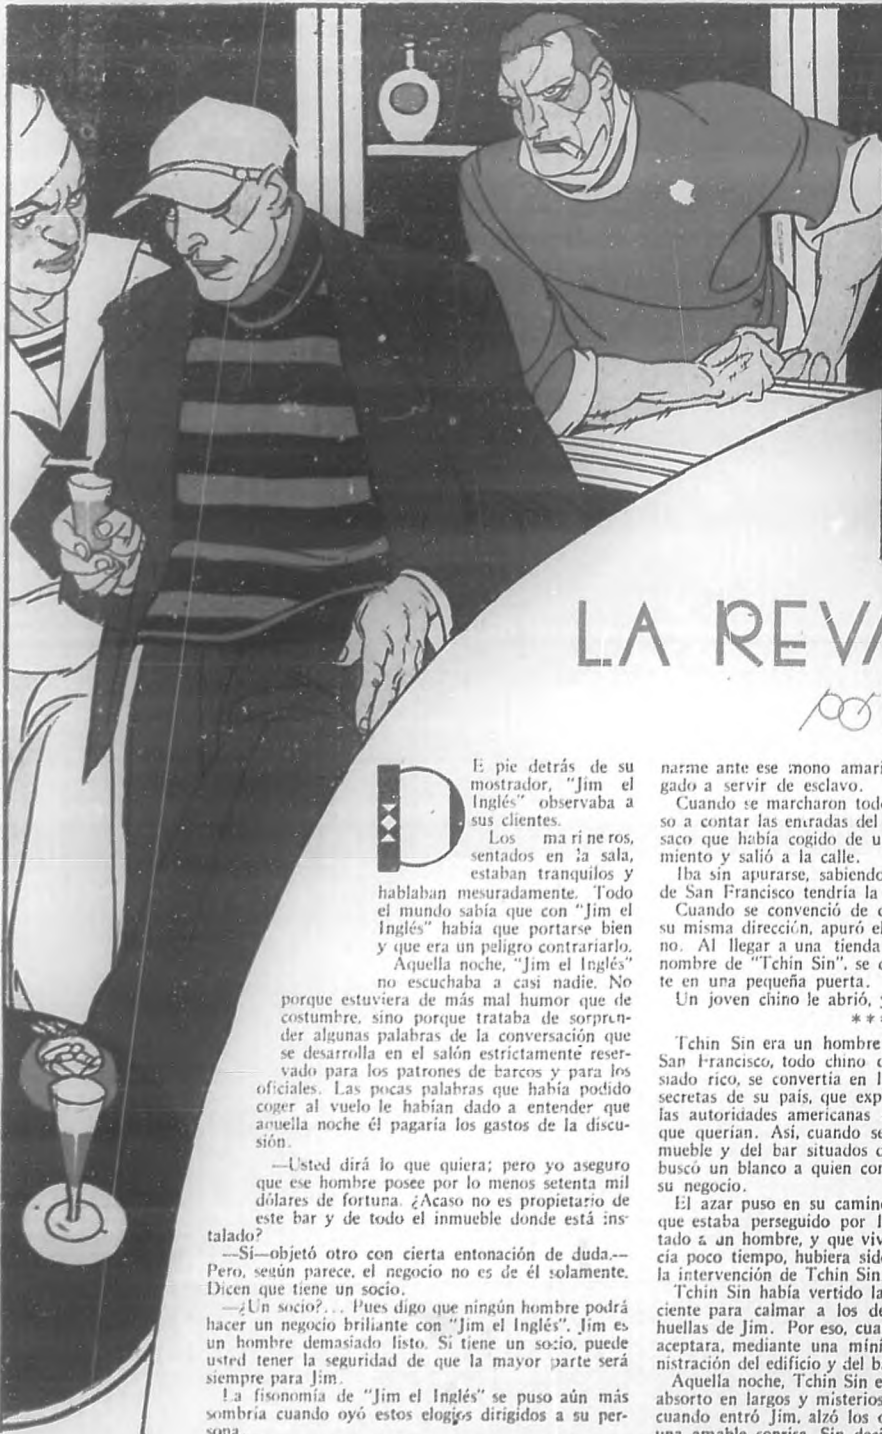 LA REVA
DE pie detrás de su
mostrador, "Jim el
Inglés" observaba a
sus clientes.
Los marineros,
sentados en la sala,
estaban tranquilos y
hablaban mesuradamente. Todo
el mundo sabía que con "Jim el
Inglés" había que portarse bien
y que era un peligro contrariarlo.
Aquella noche, "Jim el Inglés"
no escuchaba a casi nadie. No
porque estuviera de más mal humor que de
costumbre, sino porque trataba de sorpren-
der algunas palabras de la conversación que
se desarrolla en el salón estrictamente reser-
vado para los patrones de barcos y para los
oficiales. Las pocas palabras que había podido
coger al vuelo le habían dado a entender que
aquella noche él pagaría los gastos de la discu-
sión.
—Usted dirá lo que quiera; pero yo aseguro
que ese hombre posee por lo menos setenta mil
dólares de fortuna. ¿Acaso no es propietario de
este bar y de todo el inmueble donde está ins-
talado?
—Sí—objetó otro con cierta entonación de duda.—
Pero, según parece, el negocio no es de él solamente.
Dicen que tiene un socio.
—¿Un socio?... Pues digo que ningún hombre podrá
hacer un negocio briliante con "Jim el Inglés". Jim es
un hombre demasiado listo. Si tiene un socio, puede
usted tener la seguridad de que la mayor parte será
siempre para Jim.
La fisonomía de "Jim el Inglés" se puso aún más
sombría cuando oyó estos elogios dirigidos a su per-
sona.
narme ante ese mono amari
gado a servir de esclavo.
Cuando se marcharon tod
so a contar las entradas del
saco que había cogido de u
miento y salió a la calle.
Iba sin apurarse, sabiendo
de San Francisco tendría la
Cuando se convenció de
su misma dirección, apuró el
no. Al llegar a una tienda
nombre de "Tchin Sin", se
te en una pequeña puerta.
Un joven chino le abrió,
***
Tchin Sin era un hombre
San Francisco, todo chino
siado rico, se convertía en l
secretas de su país, que exp
las autoridades americanas
que querían. Así, cuando se
mueble y del bar situados
buscó un blanco a quien con
su negocio.
El azar puso en su camino
que estaba perseguido por l
tado a un hombre, y que viv
cía poco tiempo, hubiera sid
la intervención de Tchin Sin
Tchin Sin había vertido la
ciente para calmar a los de
huellas de Jim. Por eso, cua
aceptara, mediante una míni
nistración del edificio y del b
Aquella noche, Tchin Sin e
absorto en largos y misterios
cuando entró Jim, alzó los
una amable sonrisa. Sin deci